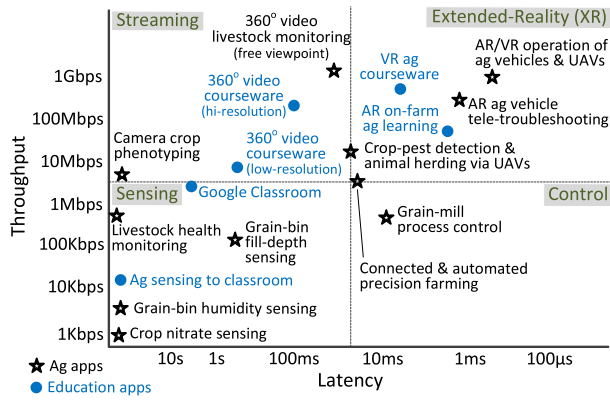 Streaming
Extended-Reality (XR)
360° video
livestock monitoring
(free viewpoint)
AR/VR operation of
ag vehicles & UAVs
VR ag
courseware
1Gbps
360° video
courseware
(hi-resolution)
AR on-farm
ag learning
AR ag vehicle
tele-troubleshooting
100Mbps
Camera crop
phenotyping
360° video
courseware
(low-resolution)
Crop-pest detection &
animal herding via UAVs
10Mbps
Throughput
Sensing
Google Classroom
Control
1Mbps
Livestock health
monitoring
Grain-bin
fill-depth
sensing
Grain-mill
process control
100Kbps
Connected & automated
precision farming
10Kbps
Ag sensing to classroom
Grain-bin humidity sensing
1Kbps
Crop nitrate sensing
10s
1s
100ms
10ms
1ms
100µs
Latency
Ag apps
Education apps